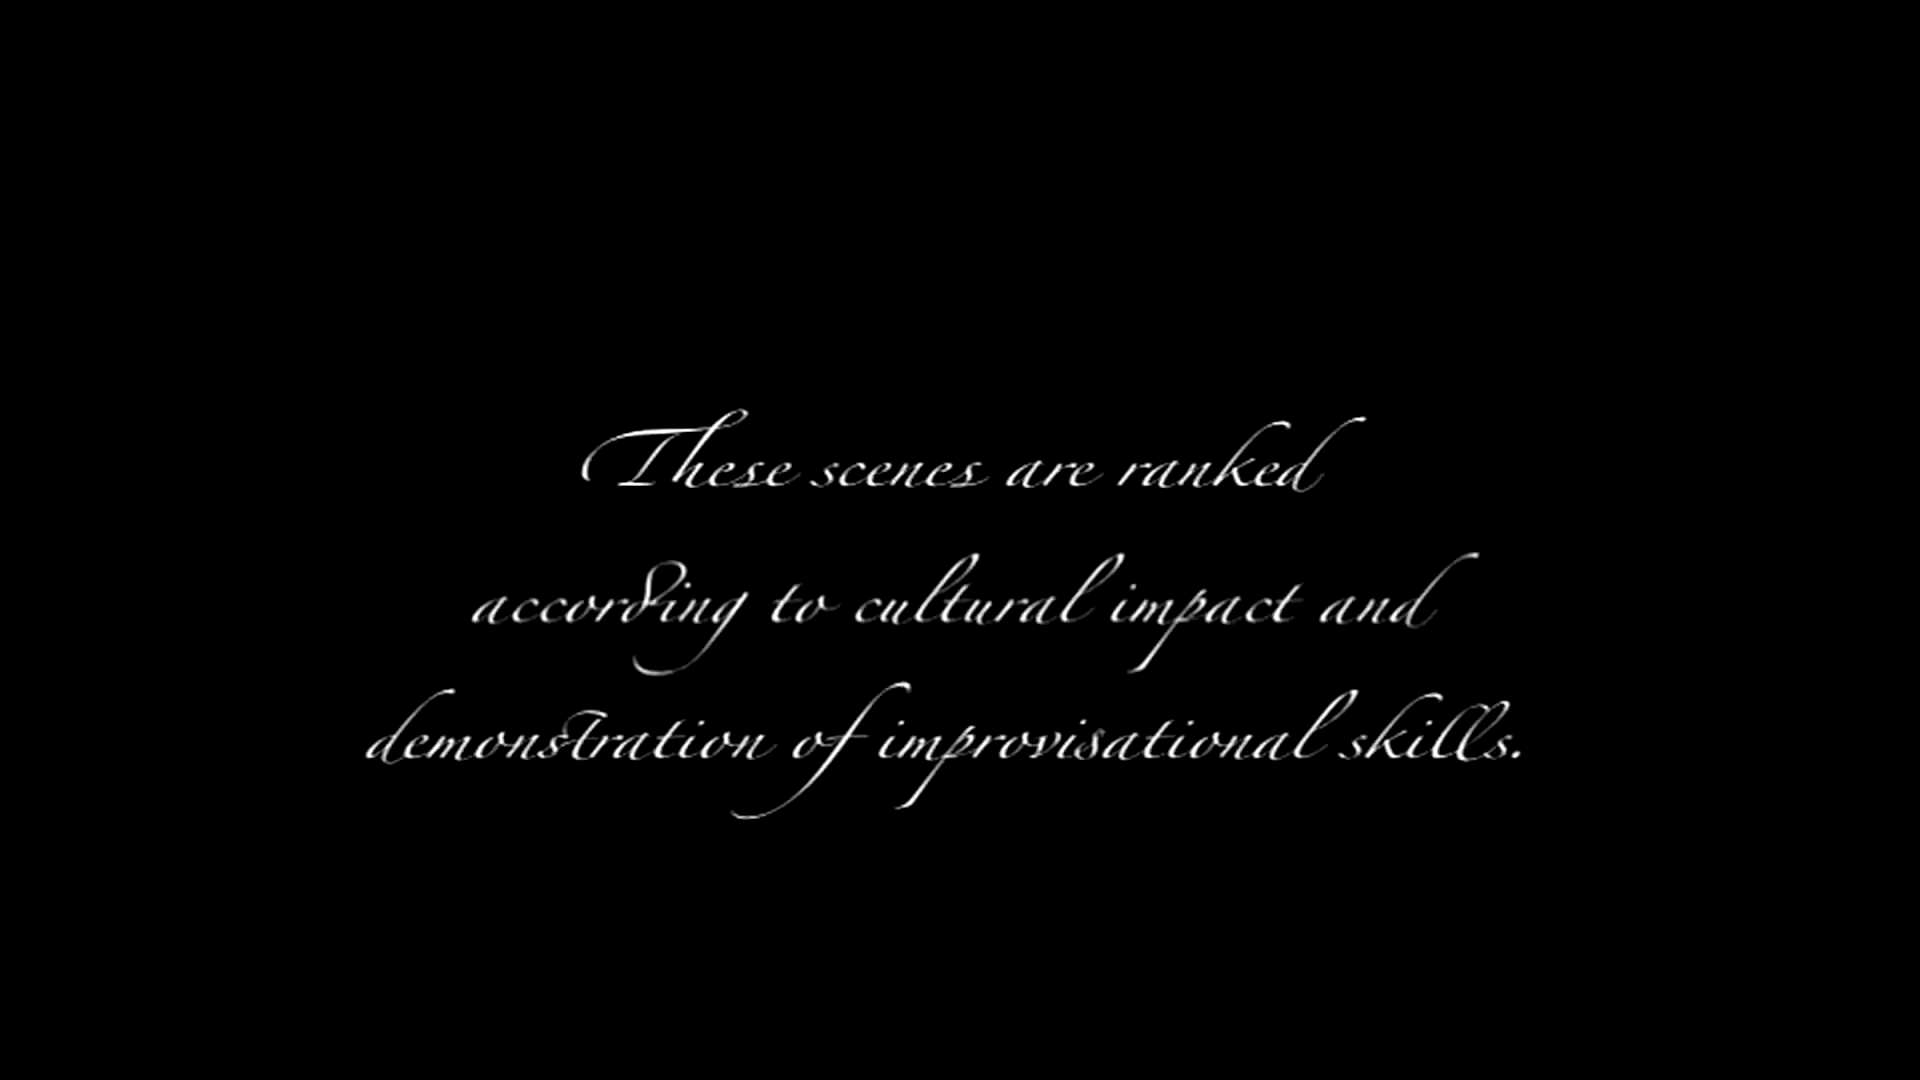 These scenes are ranked
according to cultural impact and
demonstration of improvisational skills.